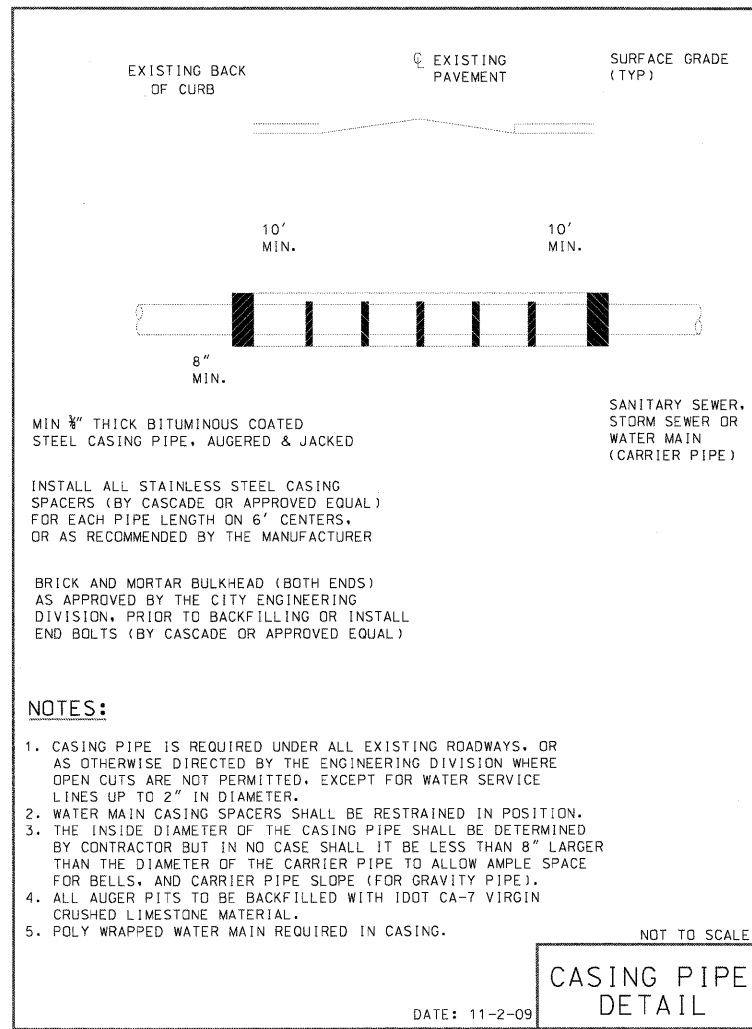 EXISTING BACK
OF CURB
℄ EXISTING
PAVEMENT
SURFACE GRADE
(TYP)
10'
MIN.
10'
MIN.
8"
MIN.
SANITARY SEWER,
STORM SEWER OR
WATER MAIN
(CARRIER PIPE)
MIN THICK BITUMINOUS COATED
STEEL CASING PIPE, AUGERED & JACKED
INSTALL ALL STAINLESS STEEL CASING
SPACERS (BY CASCADE OR APPROVED EQUAL)
FOR EACH PIPE LENGTH ON 6' CENTERS,
OR AS RECOMMENDED BY THE MANUFACTURER
BRICK AND MORTAR BULKHEAD (BOTH ENDS)
AS APPROVED BY THE CITY ENGINEERING
DIVISION, PRIOR TO BACKFILLING OR INSTALL
END BOLTS (BY CASCADE OR APPROVED EQUAL)
NOTES:
1. CASING PIPE IS REQUIRED UNDER ALL EXISTING ROADWAYS, OR
AS OTHERWISE DIRECTED BY THE ENGINEERING DIVISION WHERE
OPEN CUTS ARE NOT PERMITTED, EXCEPT FOR WATER SERVICE
LINES UP TO 2" IN DIAMETER.
2. WATER MAIN CASING SPACERS SHALL BE RESTRAINED IN POSITION.
3. THE INSIDE DIAMETER OF THE CASING PIPE SHALL BE DETERMINED
BY CONTRACTOR BUT IN NO CASE SHALL IT BE LESS THAN 8" LARGER
THAN THE DIAMETER OF THE CARRIER PIPE TO ALLOW AMPLE SPACE
FOR BELLS, AND CARRIER PIPE SLOPE (FOR GRAVITY PIPE).
4. ALL AUGER PITS TO BE BACKFILLED WITH IDOT CA-7 VIRGIN
CRUSHED LIMESTONE MATERIAL.
5. POLY WRAPPED WATER MAIN REQUIRED IN CASING.
NOT TO SCALE
CASING PIPE
DETAIL
DATE: 11-2-09